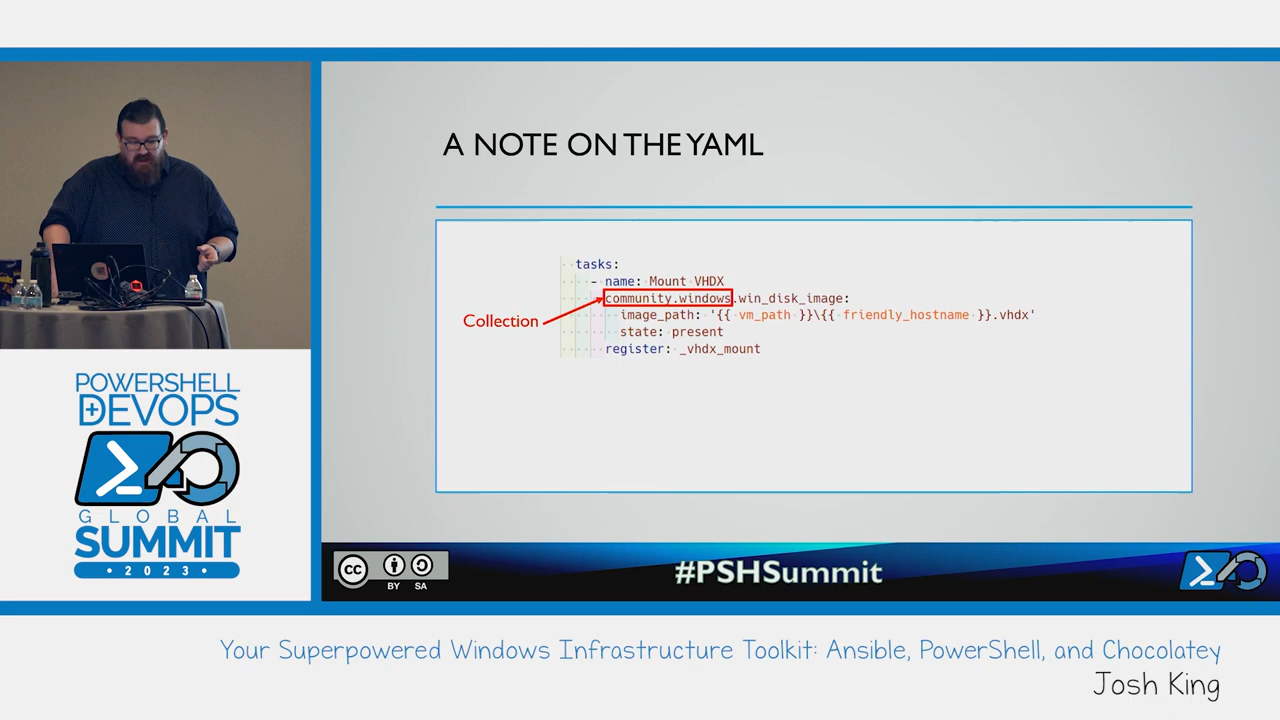 A NOTE ON THE YAML
tasks:
- name: Mount VHDX
community.windows.win_disk_image:
image_path: '{{ vm_path }}\{{ friendly_hostname }}.vhdx'
state: present
register: _vhdx_mount
Collection
POWERSHELL
+DEVOPS
GLOBAL
SUMMIT
• 2023 •
cc
BY
SA
#PSHSummit
Your Superpowered Windows Infrastructure Toolkit: Ansible, PowerShell, and Chocolatey
Josh King